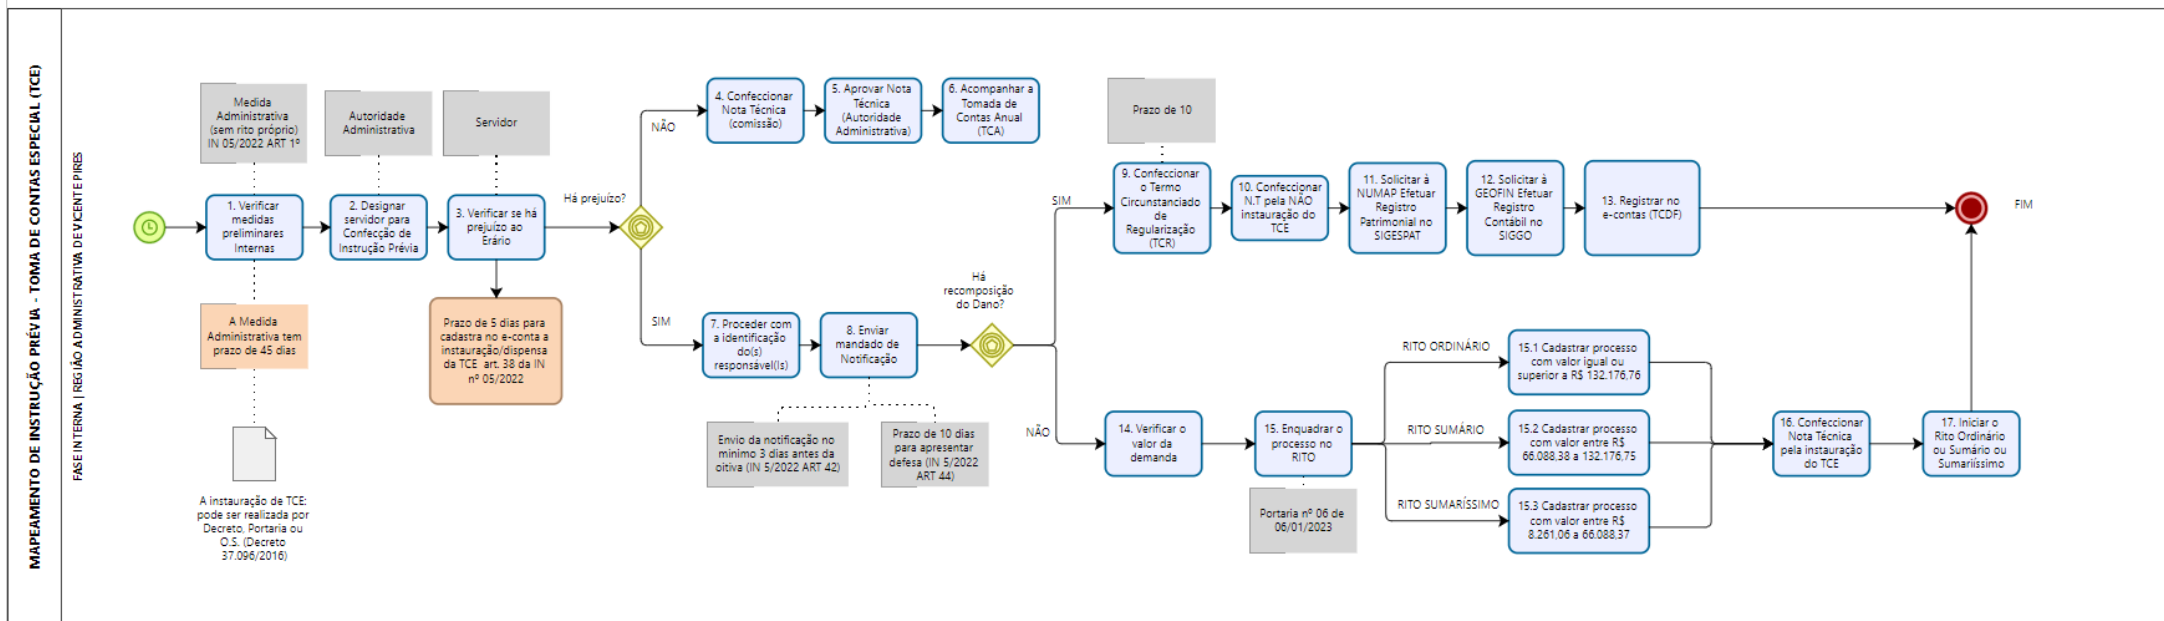 MAPEAMENTO DE INSTRUÇÃO PRÉVIA - TOMA DE CONTAS ESPECIAL (TCE)
FASE INTERNA | REGIÃO ADMINISTRATIVA DE VICENTE PIRES
Medida
Administrativa
(sem rito próprio)
IN 05/2022 ART 1º
Autoridade
Administrativa
Servidor
1. Verificar
medidas
preliminares
Internas
2. Designar
servidor para
Confecção de
Instrução Prévia
3. Verificar se há
prejuízo ao
Erário
Há prejuízo?
A Medida
Administrativa tem
prazo de 45 dias
Prazo de 5 dias para
cadastra no e-conta a
instauração/dispensa
da TCE art. 38 da IN
nº 05/2022
A instauração de TCE:
pode ser realizada por
Decreto, Portaria ou
O.S. (Decreto
37.096/2016)
NÃO
4. Confeccionar
Nota Técnica
(comissão)
5. Aprovar Nota
Técnica
(Autoridade
Administrativa)
6. Acompanhar a
Tomada de
Contas Anual
(TCA)
SIM
7. Proceder com
a identificação
do(s)
responsável(is)
8. Enviar
mandado de
Notificação
Envio da notificação no
mínimo 3 dias antes da
oitiva (IN 5/2022 ART 42)
Prazo de 10 dias
para apresentar
defesa (IN 5/2022
ART 44)
Há
recomposição
do Dano?
SIM
Prazo de 10
9. Confeccionar
o Termo
Circunstanciado
de
Regularização
(TCR)
10. Confeccionar
N.T pela NÃO
instauração do
TCE
11. Solicitar à
NUMAP Efetuar
Registro
Patrimonial no
SIGESPAT
12. Solicitar à
GEOFIN Efetuar
Registro
Contábil no
SIGGO
13. Registrar no
e-contas (TCDF)
FIM
NÃO
14. Verificar o
valor da
demanda
15. Enquadrar o
processo no
RITO
Portaria nº 06 de
06/01/2023
RITO ORDINÁRIO
15.1 Cadastrar processo
com valor igual ou
superior a R$ 132.176,76
RITO SUMÁRIO
15.2 Cadastrar processo
com valor entre R$
66.088,38 a 132.176,75
RITO SUMARÍSSIMO
15.3 Cadastrar processo
com valor entre R$
8.261,06 a 66.088,37
16. Confeccionar
Nota Técnica
pela instauração
do TCE
17. Iniciar o
Rito Ordinário
ou Sumário ou
Sumariíssimo